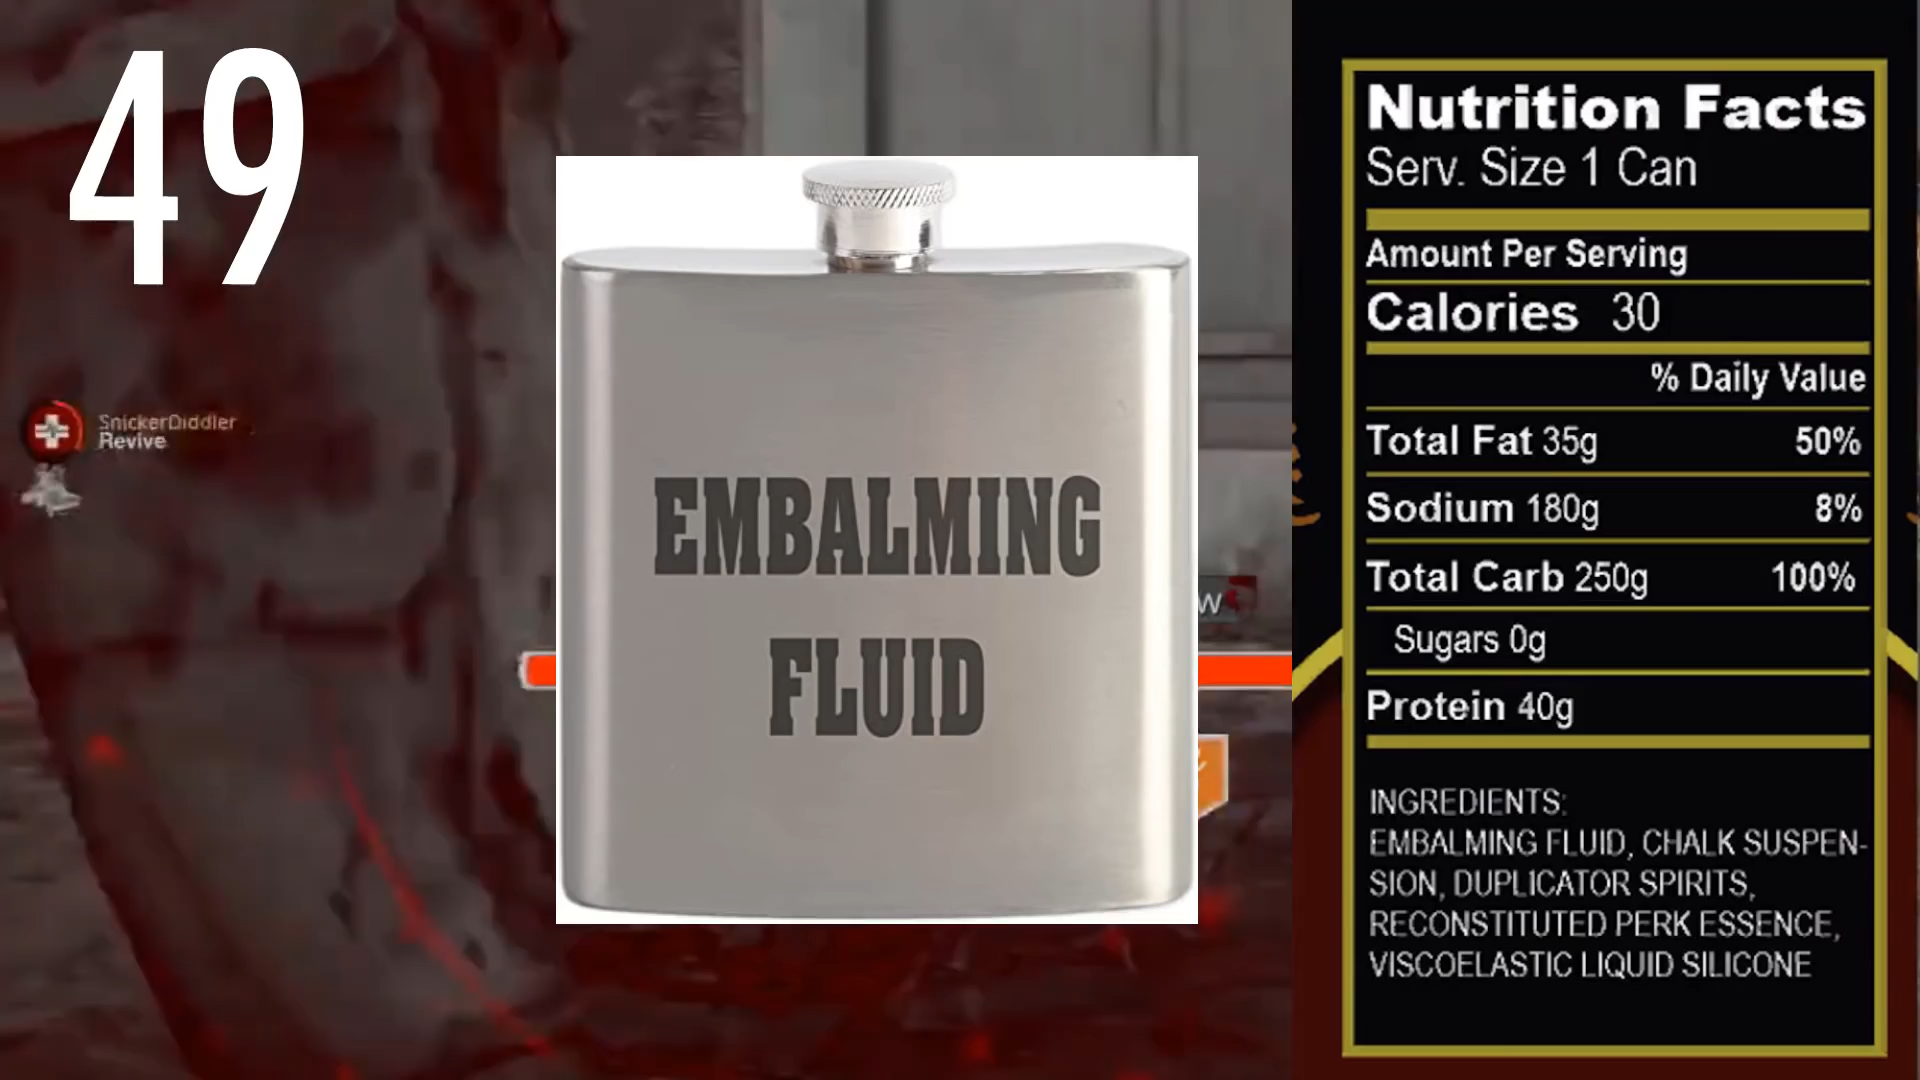 49
SnickerDiddler
Revive
EMBALMING
FLUID
Nutrition Facts
Serv. Size 1 Can
Amount Per Serving
Calories 30
% Daily Value
Total Fat 35g 50%
Sodium 180g 8%
Total Carb 250g 100%
Sugars 0g
Protein 40g
INGREDIENTS:
EMBALMING FLUID, CHALK SUSPEN-
SION, DUPLICATOR SPIRITS,
RECONSTITUTED PERK ESSENCE,
VISCOELASTIC LIQUID SILICONE